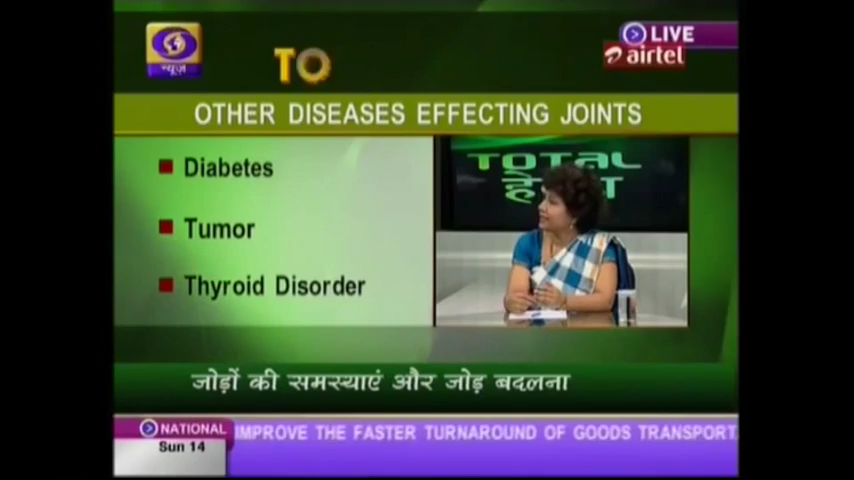 न्यूज़
TO
LIVE
airtel
OTHER DISEASES EFFECTING JOINTS
Diabetes
Tumor
Thyroid Disorder
TOTAL
जोड़ों की समस्याएं और जोड़ बदलना
NATIONAL
IMPROVE THE FASTER TURNAROUND OF GOODS TRANSPORT
Sun 14